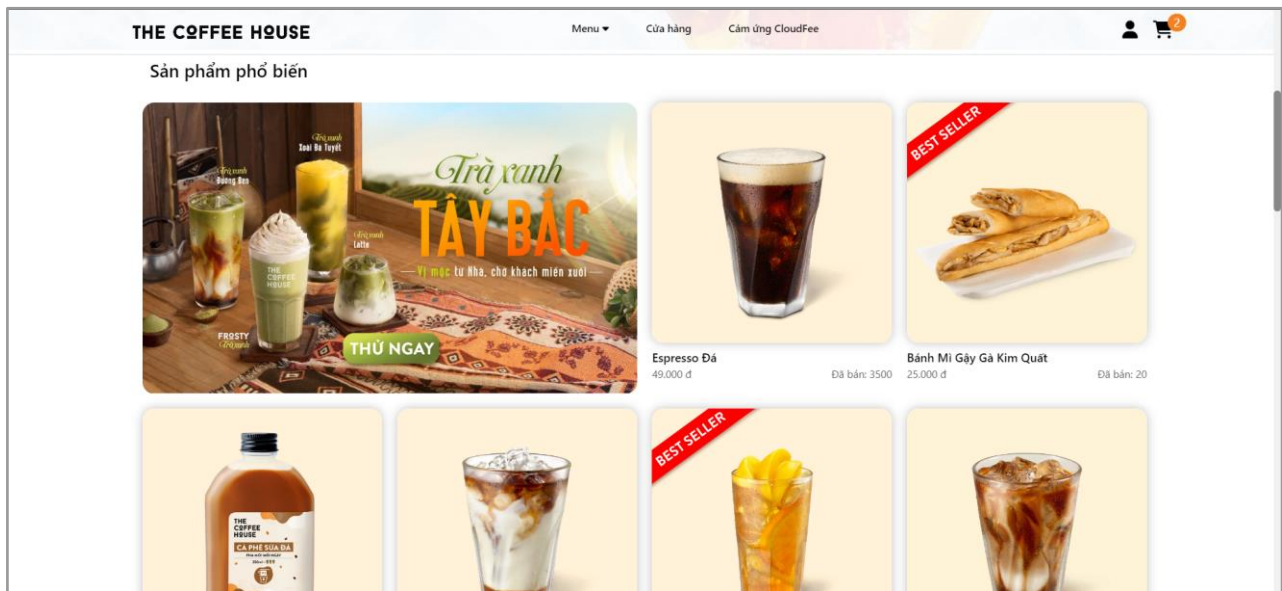 THE COFFEE HOUSE
Menu
Cửa hàng
Cảm ứng CloudFee
2
Sản phẩm phổ biến
Trà xanh
Xoài Đá Tuyết
Trà xanh
Đường Đen
Trà xanh
Latte
THE
COFFEE
HOUSE
FROSTY
Trà xanh
Trà xanh
TÂY BẮC
Vị mộc từ Nha, cho khách miền xuôi
THỬ NGAY
BEST SELLER
Espresso Đá
49.000 đ
Đã bán: 3500
Bánh Mì Gậy Gà Kim Quất
25.000 đ
Đã bán: 20
THE
COFFEE
HOUSE
CÀ PHÊ SỮA ĐÁ
BEST SELLER